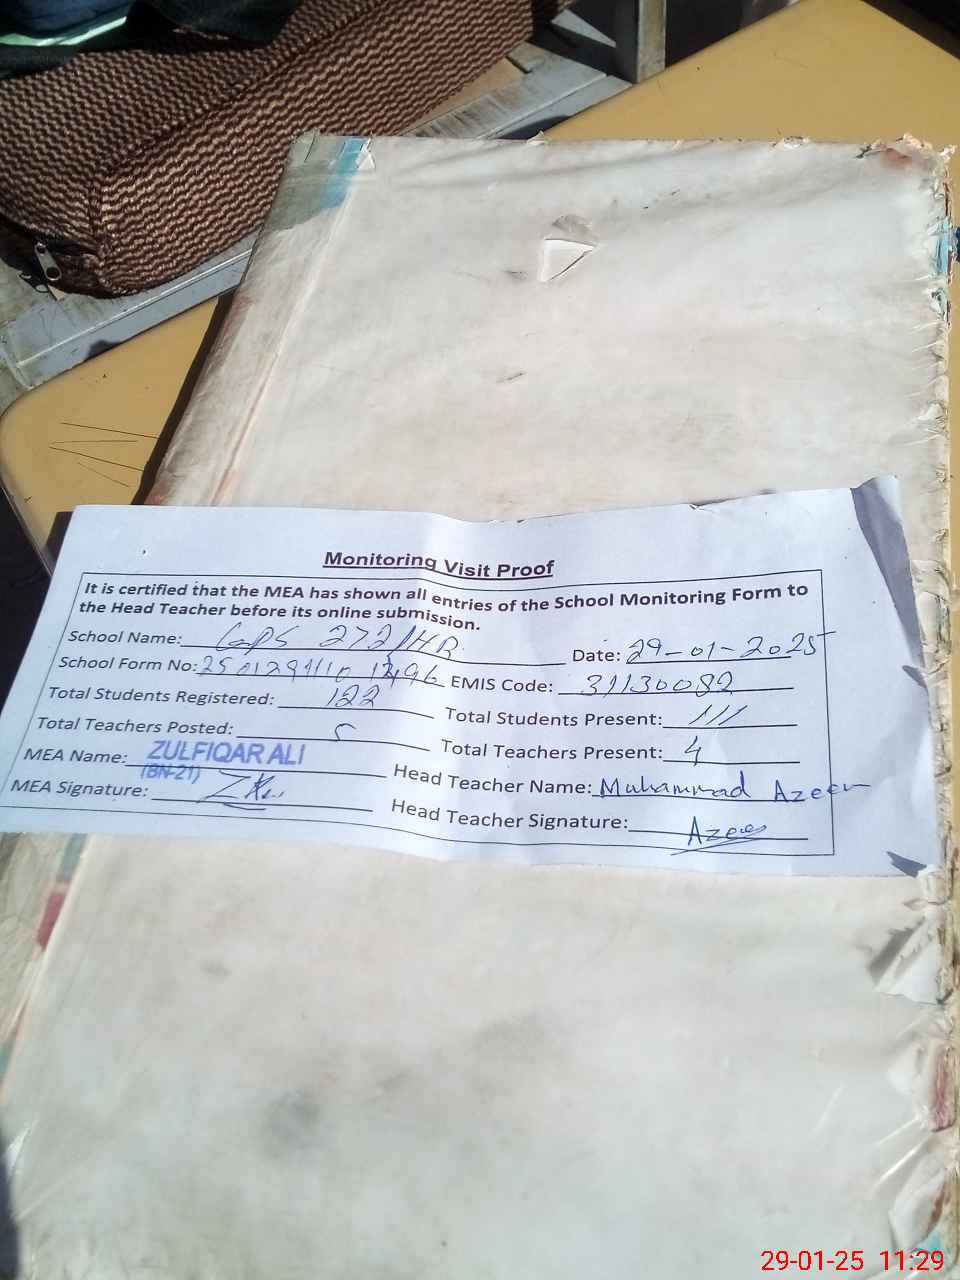 Monitoring Visit Proof
It is certified that the MEA has shown all entries of the School Monitoring Form to
the Head Teacher before its online submission.
School Name: GPS 272/HR Date: 29-01-2025
School Form No: EMIS Code: 31130082
Total Students Registered: 122 Total Students Present: 111
Total Teachers Posted: 5 Total Teachers Present: 4
MEA Name: ZULFIQAR ALI Head Teacher Name: Muhammad Azeem
(BN-21)
MEA Signature: Head Teacher Signature: Azeem
29-01-25 11:29